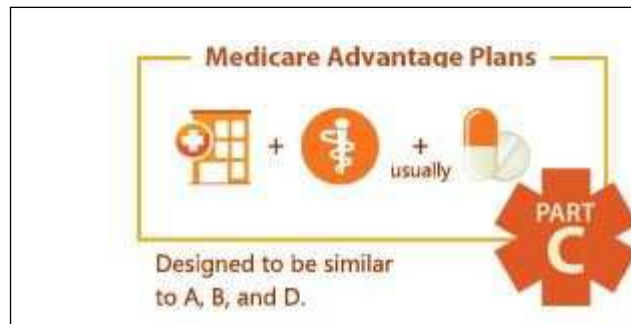 Medicare Advantage Plans
+ + usually
PART
C
Designed to be similar
to A, B, and D.